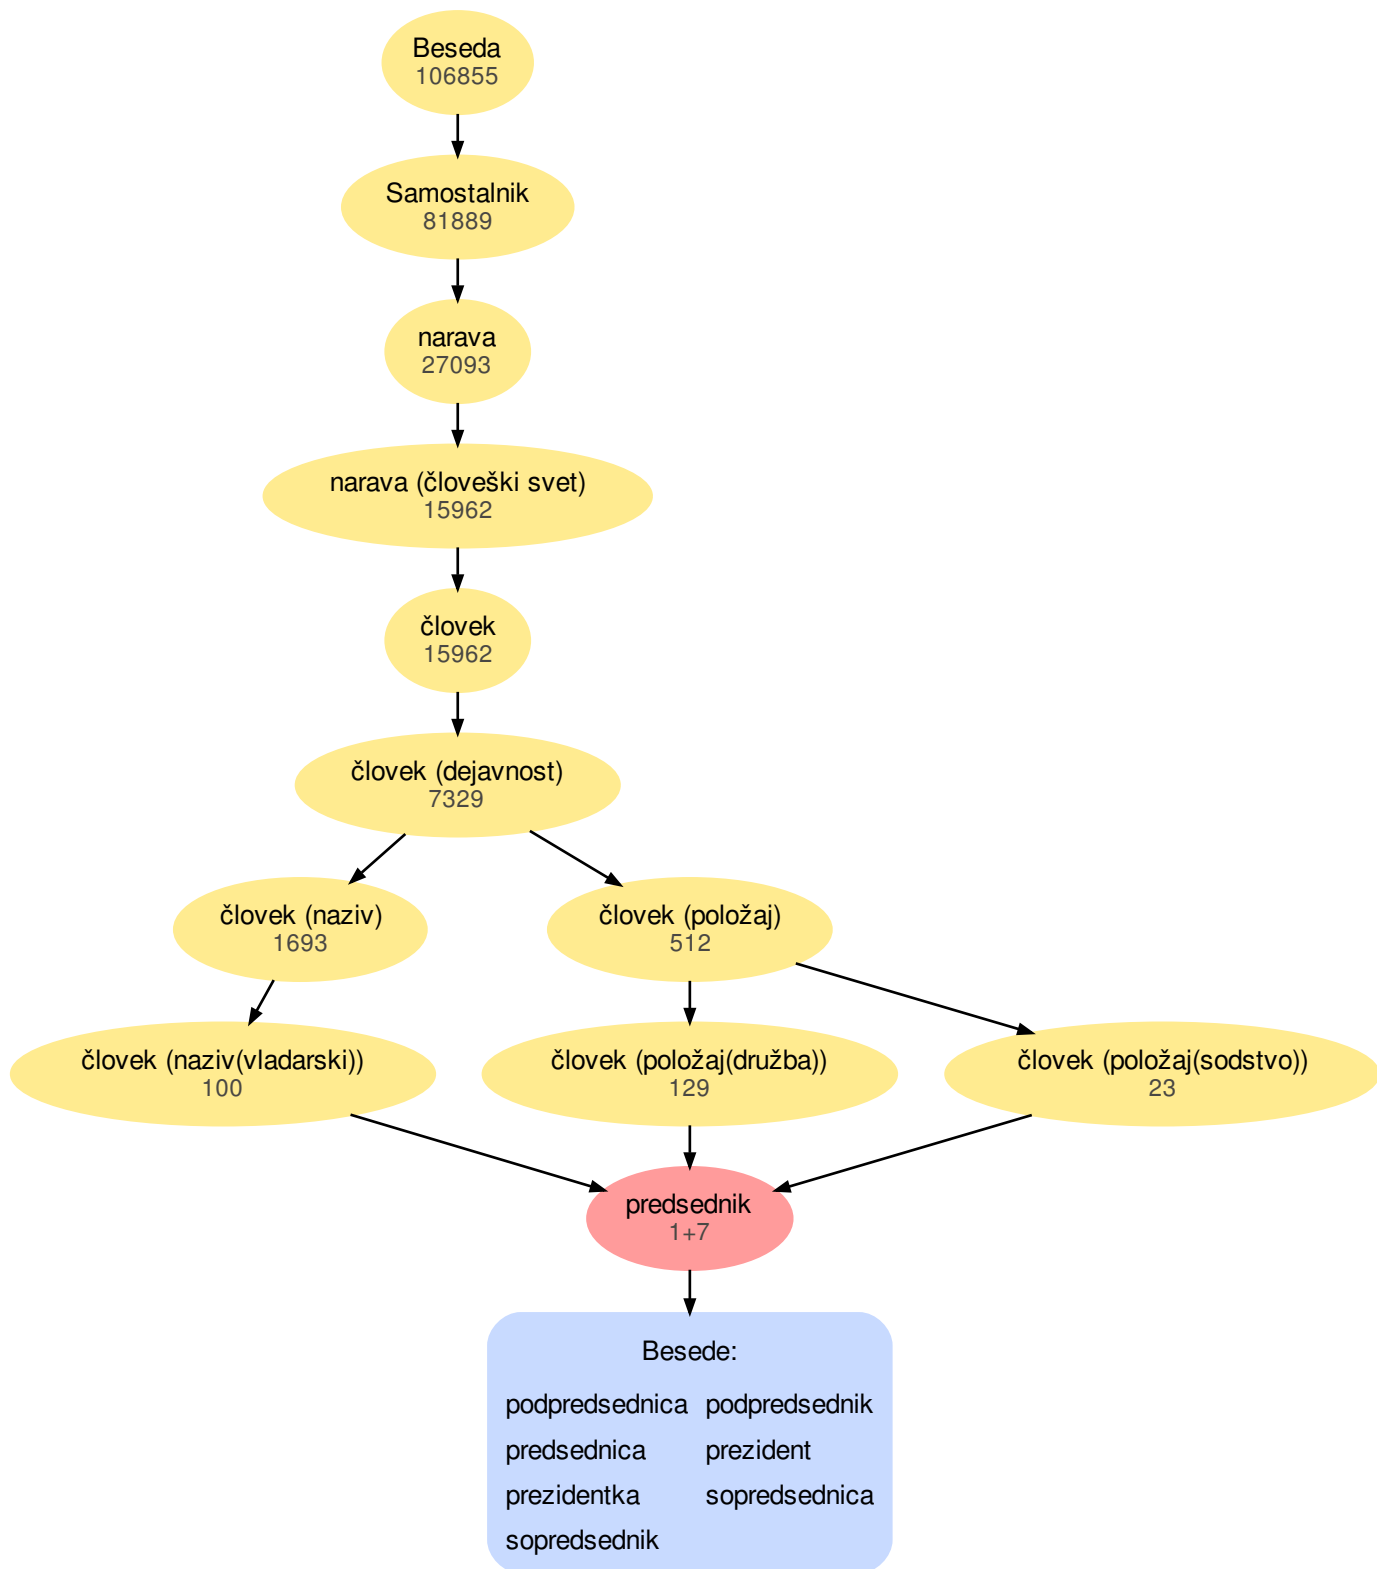 Beseda
106855
Samostalnik
81889
narava
27093
narava (človeški svet)
15962
človek
15962
človek (dejavnost)
7329
človek (naziv)
1693
človek (položaj)
512
človek (naziv(vladarski))
100
človek (položaj(družba))
129
človek (položaj(sodstvo))
23
predsednik
1+7
Besede:
podpredsednica podpredsednik
predsednica prezident
prezidentka sopredsednica
sopredsednik